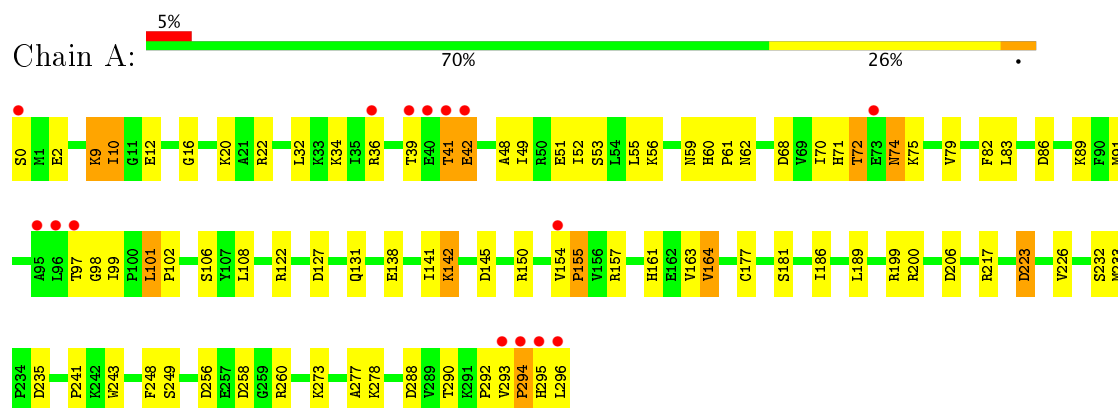 5%
Chain A:
70% 26% •
S0 M1 E2 K9 I10 G11 E12 G16 K20 A21 R22 L32 K33 K34 I35 R36 T39 E40 T41 E42 A48 I49 R50 E51 I52 S53 L54 L55 K56 N59 H60 P61 N62 D68 V69 I70 H71 T72 E73 N74 K75 V79 F82 L83 D86 K89 F90 M91
A95 L96 T97 G98 I99 P100 L101 P102 S106 Y107 L108 R122 D127 Q131 E138 I141 K142 D145 R150 V154 P155 V156 R157 H161 E162 V163 V164 C177 S181 I186 L189 R199 R200 D206 R217 D223 V226 S232 M233
P234 D235 P241 K242 W243 F248 S249 D256 E257 D258 G259 R260 K273 A277 K278 D288 V289 T290 K291 P292 V293 P294 H295 L296